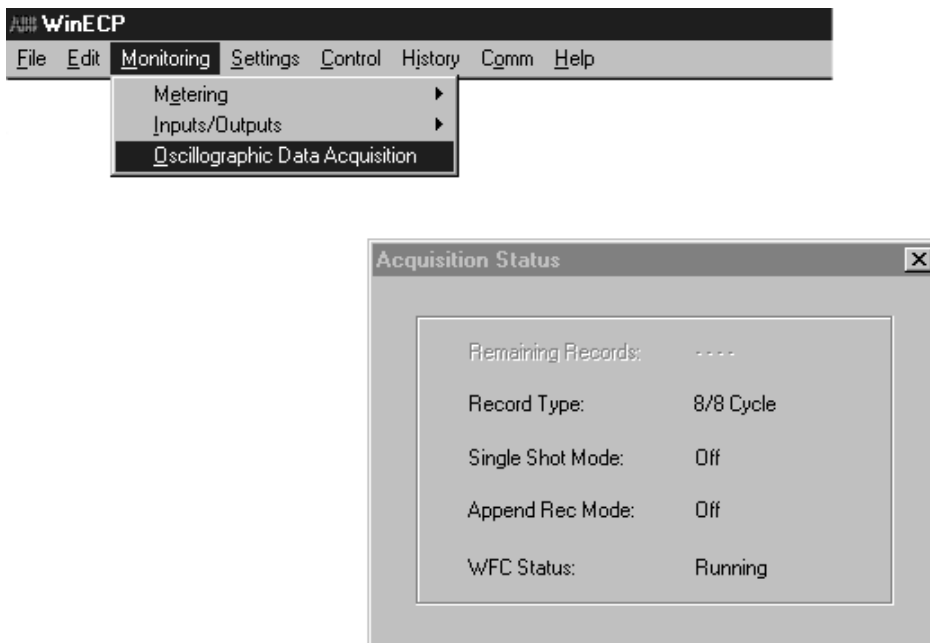 ABB WinECP
File Edit Monitoring Settings Control History Comm Help
Metering
Inputs/Outputs
Oscillographic Data Acquisition
Acquisition Status
Remaining Records: - - - -
Record Type: 8/8 Cycle
Single Shot Mode: Off
Append Rec Mode: Off
WFC Status: Running